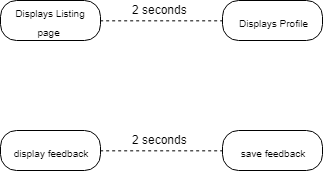 Displays Listing
page
2 seconds
Displays Profile
display feedback
2 seconds
save feedback